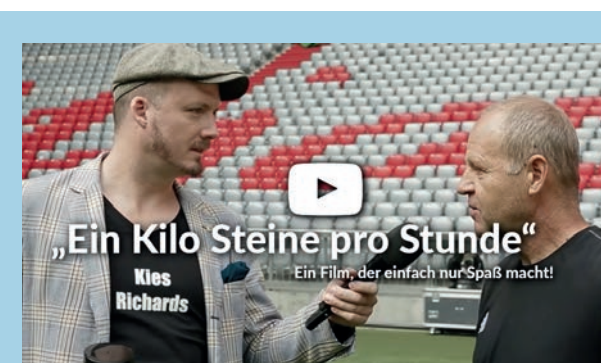 „Ein Kilo Steine pro Stunde“
Ein Film, der einfach nur Spaß macht!
Kies
Richards